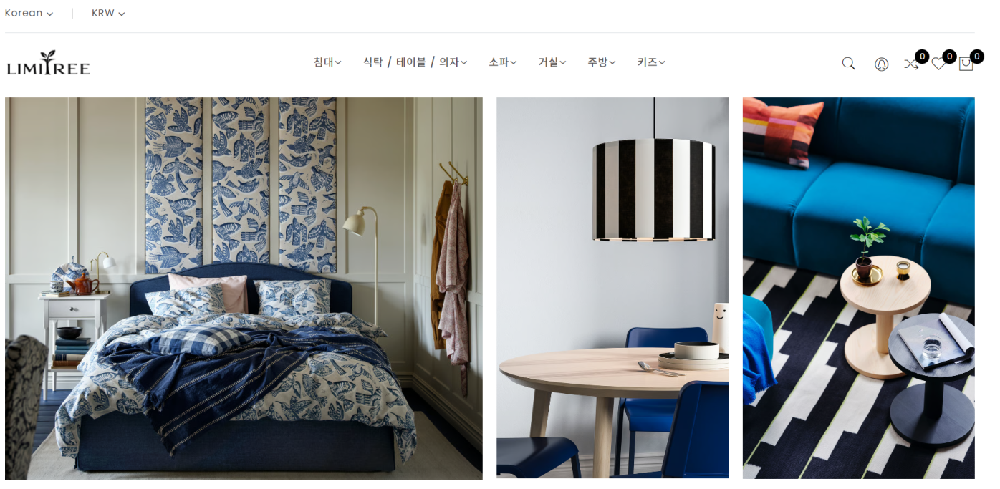 Korean
KRW
LIMITREE
침대
식탁 / 테이블 / 의자
소파
거실
주방
키즈
0
0
0